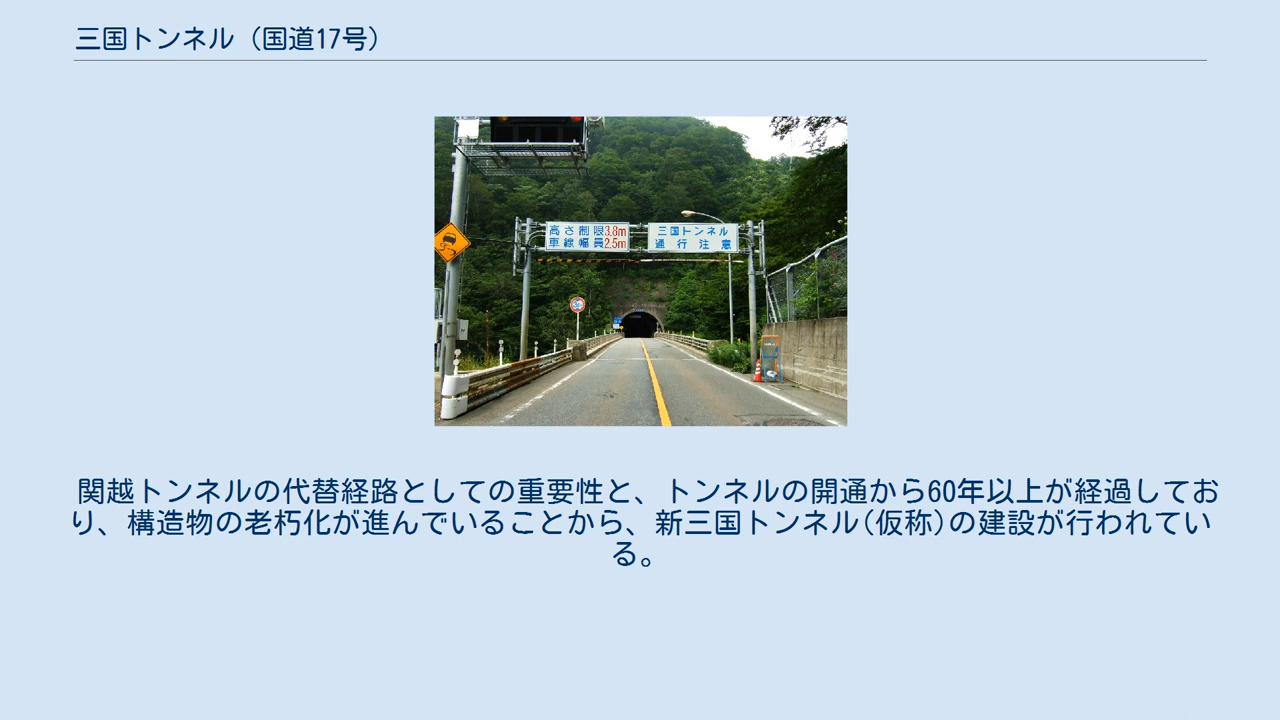 三国トンネル（国道17号）
高さ制限3.8m
車線幅員2.5m
三国トンネル
通行注意
関越トンネルの代替経路としての重要性と、トンネルの開通から60年以上が経過してお
り、構造物の老朽化が進んでいることから、新三国トンネル(仮称)の建設が行われてい
る。